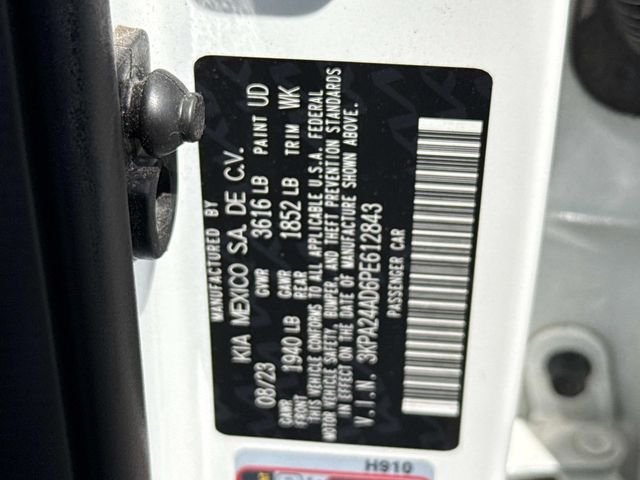 MANUFACTURED BY
KIA MEXICO S.A. DE C.V.
08/23 GVWR 3616 LB PAINT UD
GAWR FRONT 1940 LB GAWR REAR 1852 LB TRIM WK
THIS VEHICLE CONFORMS TO ALL APPLICABLE U.S.A. FEDERAL
MOTOR VEHICLE SAFETY, BUMPER, AND THEFT PREVENTION STANDARDS
IN EFFECT ON THE DATE OF MANUFACTURE SHOWN ABOVE.
V.I.N. 3KPA24AD6PE612843
PASSENGER CAR
H910